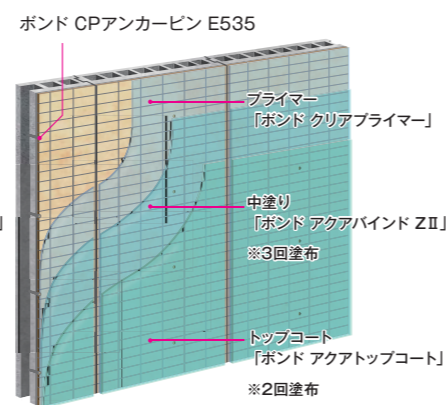 ボンド CPアンカーピン E535
プライマー
「ボンド クリアプライマー」
中塗り
「ボンド アクアバインド ZⅡ」
※3回塗布
トップコート
「ボンド アクアトップコート」
※2回塗布
」